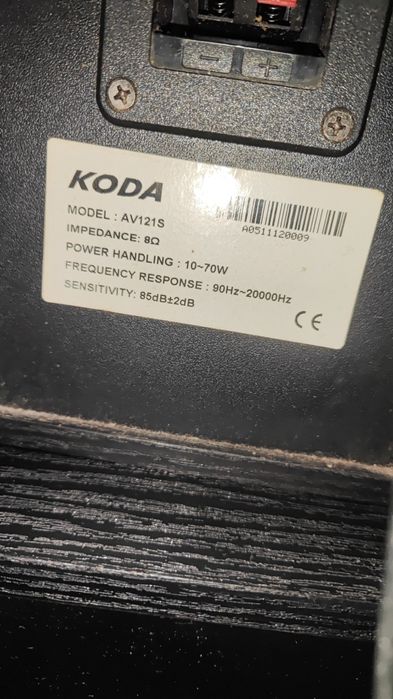 − +
KODA
MODEL : AV121S
IMPEDANCE: 8Ω
POWER HANDLING : 10~70W
FREQUENCY RESPONSE : 90Hz~20000Hz
SENSITIVITY: 85dB±2dB
A0511120009
CE